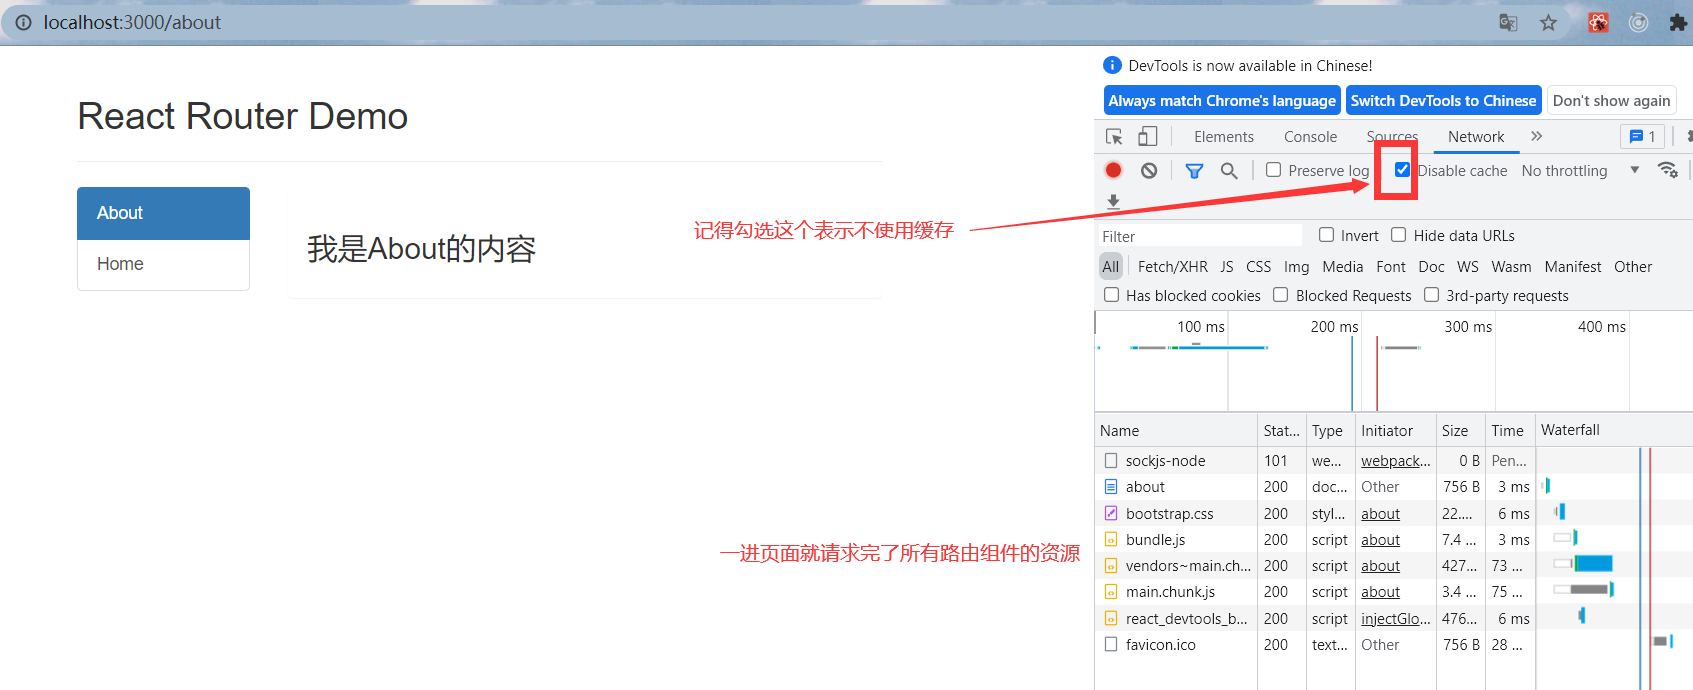 localhost:3000/about
DevTools is now available in Chinese!
Always match Chrome's language Switch DevTools to Chinese Don't show again
React Router Demo
Elements Console Sources Network 1
Preserve log Disable cache No throttling
About
Home
我是About的内容
记得勾选这个表示不使用缓存
Filter Invert Hide data URLs
All Fetch/XHR JS CSS Img Media Font Doc WS Wasm Manifest Other
Has blocked cookies Blocked Requests 3rd-party requests
100 ms 200 ms 300 ms 400 ms
Name Stat... Type Initiator Size Time Waterfall
sockjs-node 101 we... webpack... 0 B Pen...
about 200 doc... Other 756 B 3 ms
bootstrap.css 200 styl... about 22.... 6 ms
bundle.js 200 script about 7.4 ... 3 ms
一进页面就请求完了所有路由组件的资源
vendors~main.ch... 200 script about 427... 73 ...
main.chunk.js 200 script about 3.4 ... 75 ...
react_devtools_b... 200 script injectGlo... 476... 6 ms
favicon.ico 200 text... Other 756 B 28 ...